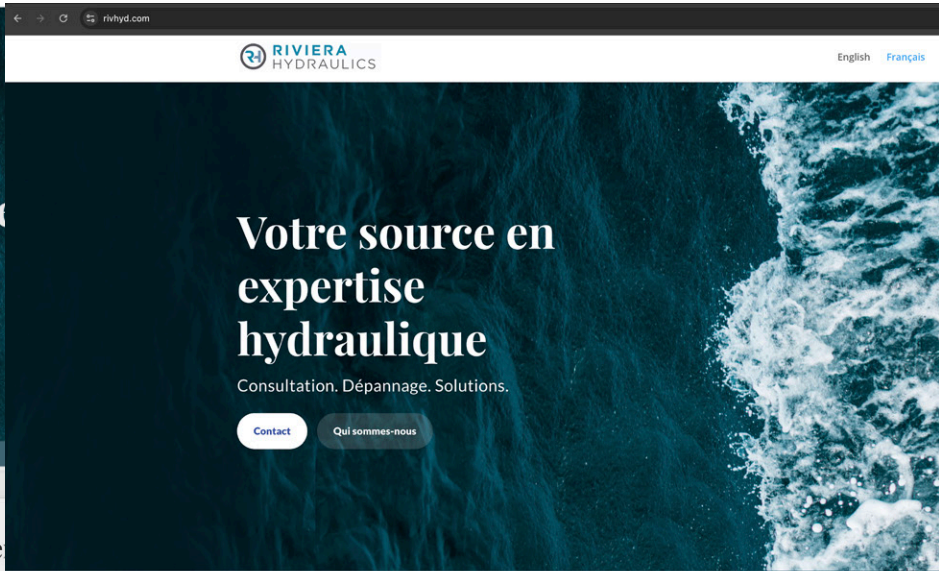 rivhyd.com
RIVIERA
HYDRAULICS
English Français
Votre source en
expertise
hydraulique
Consultation. Dépannage. Solutions.
Contact Qui sommes-nous